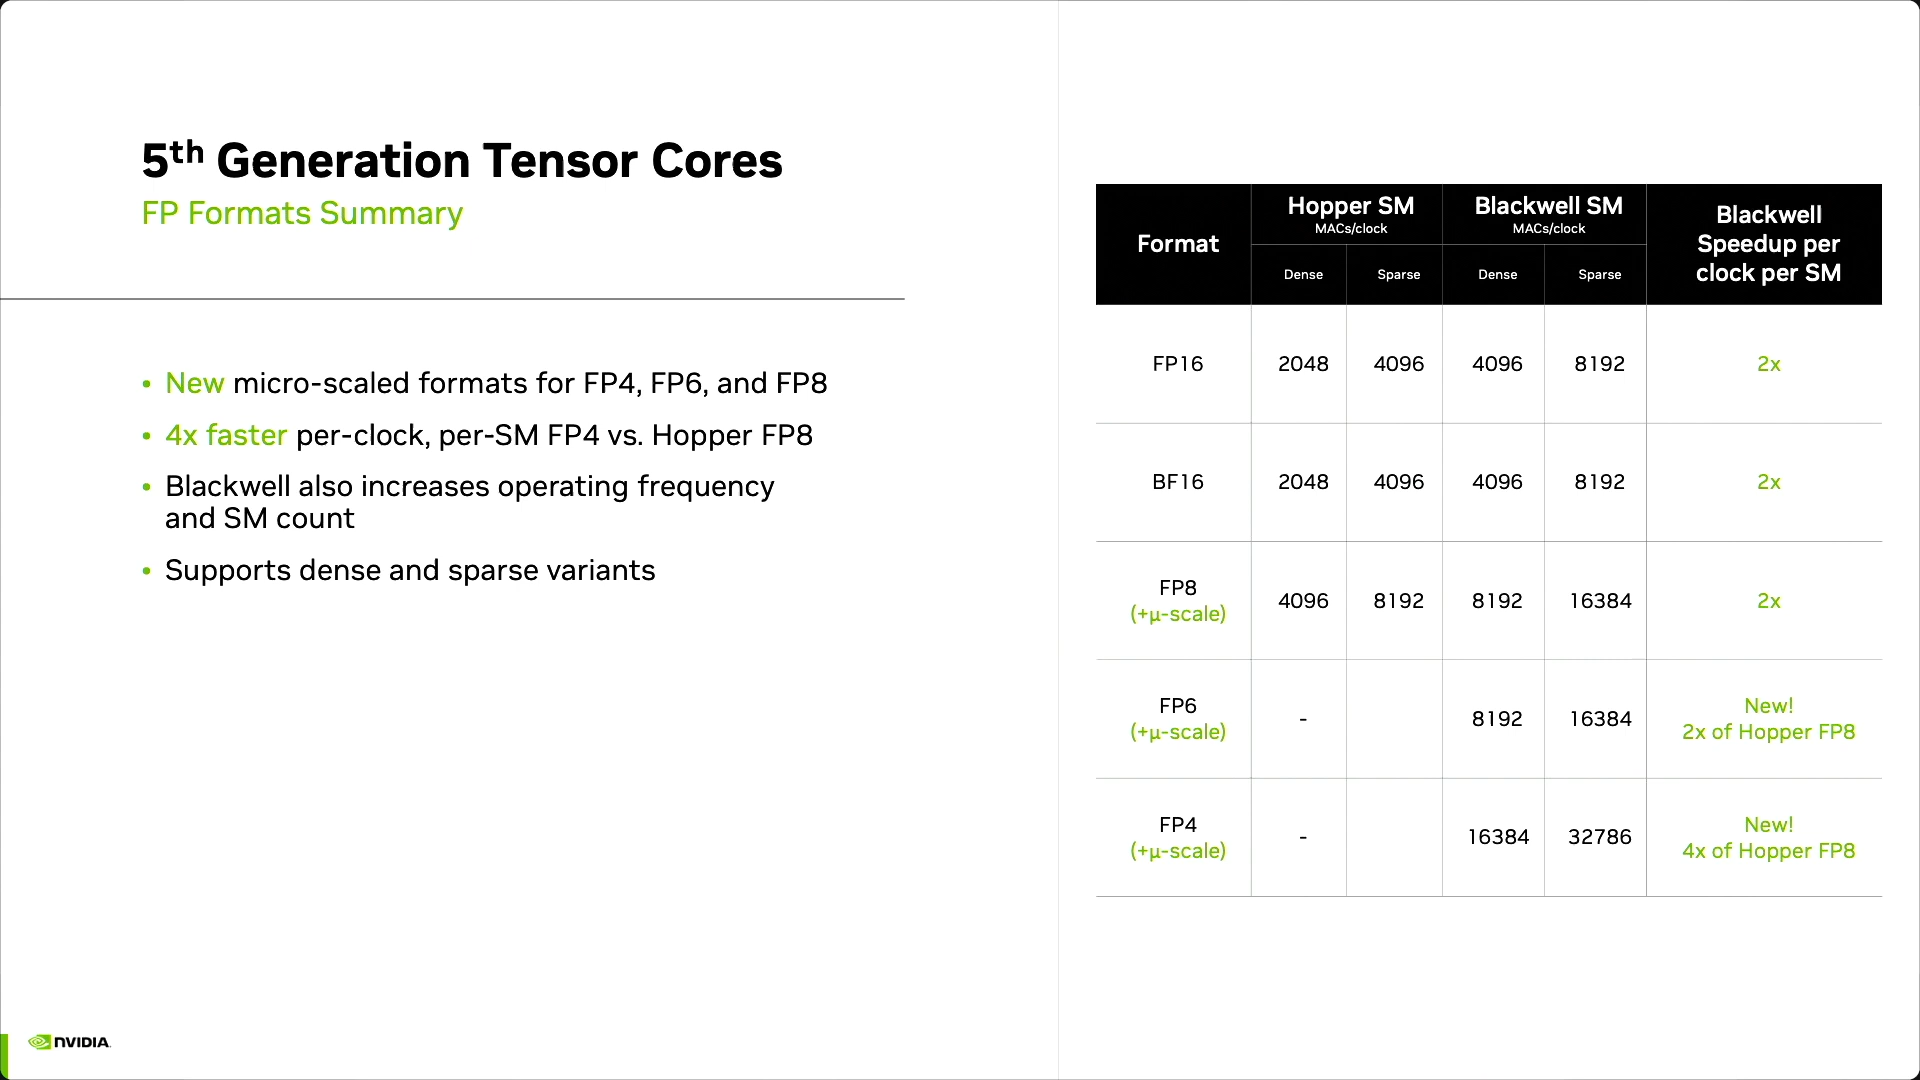 5th Generation Tensor Cores
FP Formats Summary
• New micro-scaled formats for FP4, FP6, and FP8
• 4x faster per-clock, per-SM FP4 vs. Hopper FP8
• Blackwell also increases operating frequency
and SM count
• Supports dense and sparse variants
Format Hopper SM MACs/clock Blackwell SM MACs/clock Blackwell Speedup per clock per SM
Dense Sparse Dense Sparse
FP16 2048 4096 4096 8192 2x
BF16 2048 4096 4096 8192 2x
FP8 (+μ-scale) 4096 8192 8192 16384 2x
FP6 (+μ-scale) - 8192 16384 New! 2x of Hopper FP8
FP4 (+μ-scale) - 16384 32786 New! 4x of Hopper FP8
NVIDIA